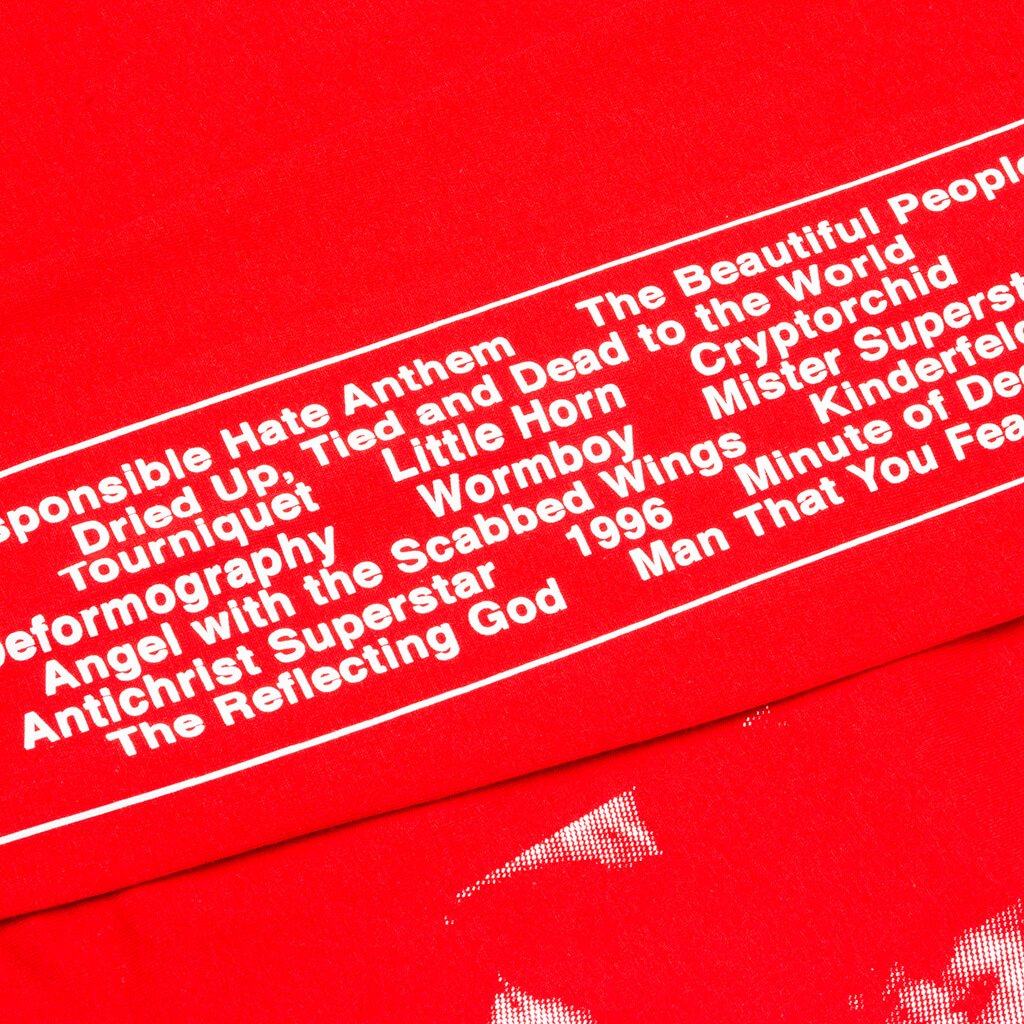 sponsible Hate Anthem The Beautiful People
Dried Up, Tied and Dead to the World
Tourniquet Little Horn Cryptorchid
Deformography Wormboy Mister Superst
Angel with the Scabbed Wings Kinderfeld
Antichrist Superstar 1996 Minute of De
The Reflecting God Man That You Fea